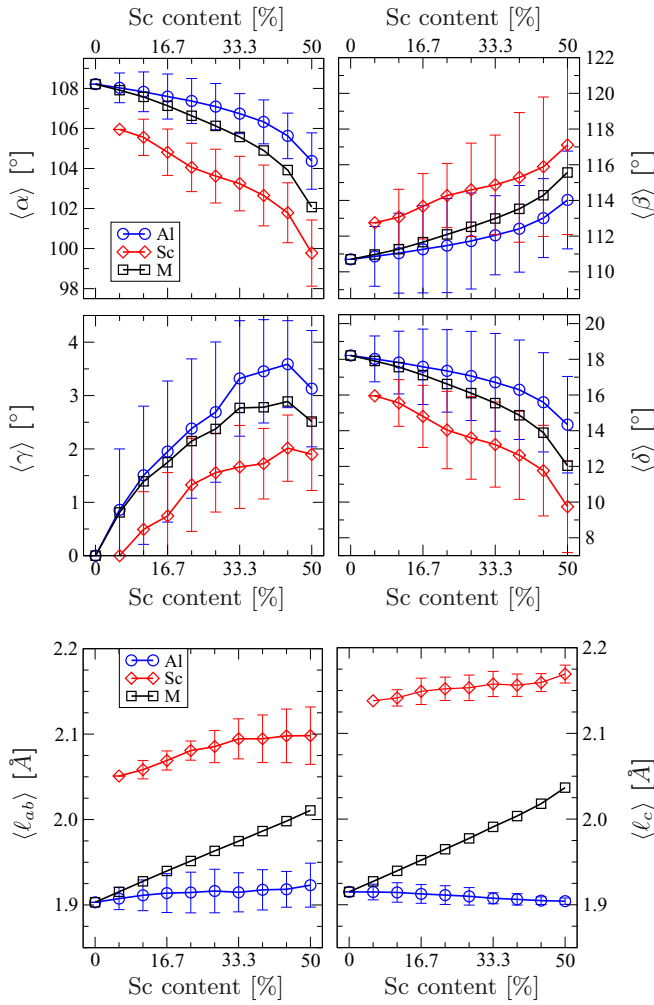 Sc content [%] Sc content [%]
0 16.7 33.3 50 0 16.7 33.3 50
⟨α⟩ [°]
108
106
104
102
100
98
Al
Sc
M
122
120
118
116
114
112
110
⟨β⟩ [°]
⟨γ⟩ [°]
4
3
2
1
0
20
18
16
14
12
10
8
⟨δ⟩ [°]
0 16.7 33.3 50 0 16.7 33.3 50
Sc content [%] Sc content [%]
⟨ℓab⟩ [Å]
2.2
2.1
2.0
1.9
Al
Sc
M
2.2
2.1
2.0
1.9
⟨ℓc⟩ [Å]
0 16.7 33.3 50 0 16.7 33.3 50
Sc content [%] Sc content [%]